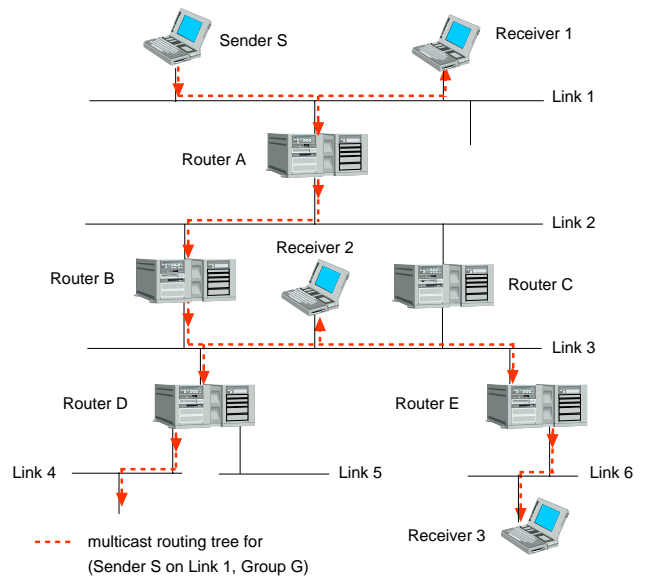 Sender S
Receiver 1
Link 1
Router A
Link 2
Receiver 2
Router B
Router C
Link 3
Router D
Router E
Link 4
Link 5
Link 6
Receiver 3
multicast routing tree for
(Sender S on Link 1, Group G)